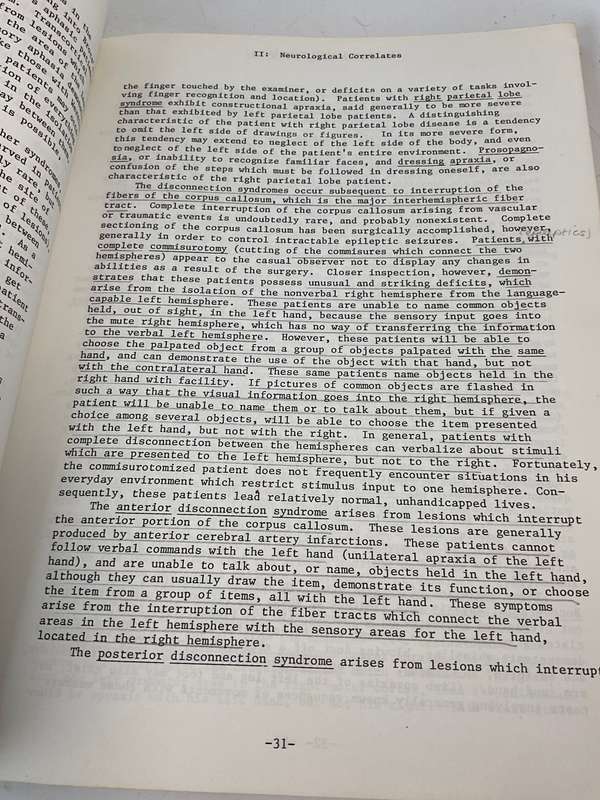 II: Neurological Correlates
the finger touched by the examiner, or deficits on a variety of tasks invol-
ving finger recognition and location). Patients with right parietal lobe
syndrome exhibit constructional apraxia, said generally to be more severe
than that exhibited by left parietal lobe patients. A distinguishing
characteristic of the patient with right parietal lobe disease is a tendency
to omit the left side of drawings or figures. In its more severe form,
this tendency may extend to neglect of the left side of the body, and even
to neglect of the left side of the patient's entire environment. Prosopagno-
sia, or inability to recognize familiar faces, and dressing apraxia, or
confusion of the steps which must be followed in dressing oneself, are also
characteristic of the right parietal lobe patient.
The disconnection syndromes occur subsequent to interruption of the
fibers of the corpus callosum, which is the major interhemispheric fiber
tract. Complete interruption of the corpus callosum arising from vascular
or traumatic events is undoubtedly rare, and probably nonexistent. Complete
sectioning of the corpus callosum has been surgically accomplished, however,
generally in order to control intractable epileptic seizures. Patients with
complete commisurotomy (cutting of the commisures which connect the two
hemispheres) appear to the casual observer not to display any changes in
abilities as a result of the surgery. Closer inspection, however, demon-
strates that these patients possess unusual and striking deficits, which
arise from the isolation of the nonverbal right hemisphere from the language-
capable left hemisphere. These patients are unable to name common objects
held, out of sight, in the left hand, because the sensory input goes into
the mute right hemisphere, which has no way of transferring the information
to the verbal left hemisphere. However, these patients will be able to
choose the palpated object from a group of objects palpated with the same
hand, and can demonstrate the use of the object with that hand, but not
with the contralateral hand. These same patients name objects held in the
right hand with facility. If pictures of common objects are flashed in
such a way that the visual information goes into the right hemisphere, the
patient will be unable to name them or to talk about them, but if given a
choice among several objects, will be able to choose the item presented
with the left hand, but not with the right. In general, patients with
complete disconnection between the hemispheres can verbalize about stimuli
which are presented to the left hemisphere, but not to the right. Fortunately,
the commisurotomized patient does not frequently encounter situations in his
everyday environment which restrict stimulus input to one hemisphere. Con-
sequently, these patients lead relatively normal, unhandicapped lives.
The anterior disconnection syndrome arises from lesions which interrupt
the anterior portion of the corpus callosum. These lesions are generally
produced by anterior cerebral artery infarctions. These patients cannot
follow verbal commands with the left hand (unilateral apraxia of the left
hand), and are unable to talk about, or name, objects held in the left hand,
although they can usually draw the item, demonstrate its function, or choose
the item from a group of items, all with the left hand. These symptoms
arise from the interruption of the fiber tracts which connect the verbal
areas in the left hemisphere with the sensory areas for the left hand,
located in the right hemisphere.
The posterior disconnection syndrome arises from lesions which interrupt
-31-